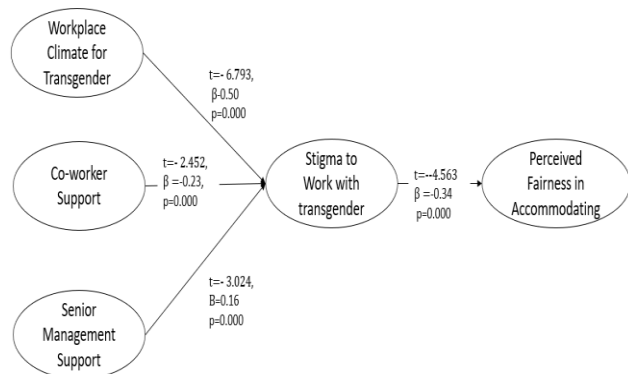 Workplace
Climate for
Transgender
t=- 6.793,
β-0.50
p=0.000
Co-worker
Support
t=- 2.452,
β =-0.23,
p=0.000
Stigma to
Work with
transgender
t=--4.563
β =-0.34
p=0.000
Perceived
Fairness in
Accommodating
Senior
Management
Support
t=- 3.024,
B=0.16
p=0.000